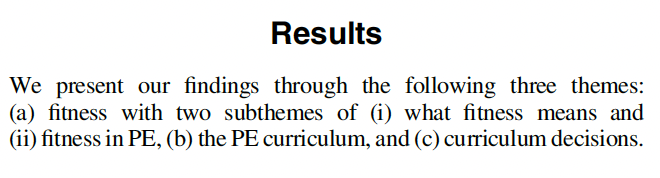 Results
We present our findings through the following three themes:
(a) fitness with two subthemes of (i) what fitness means and
(ii) fitness in PE, (b) the PE curriculum, and (c) curriculum decisions.